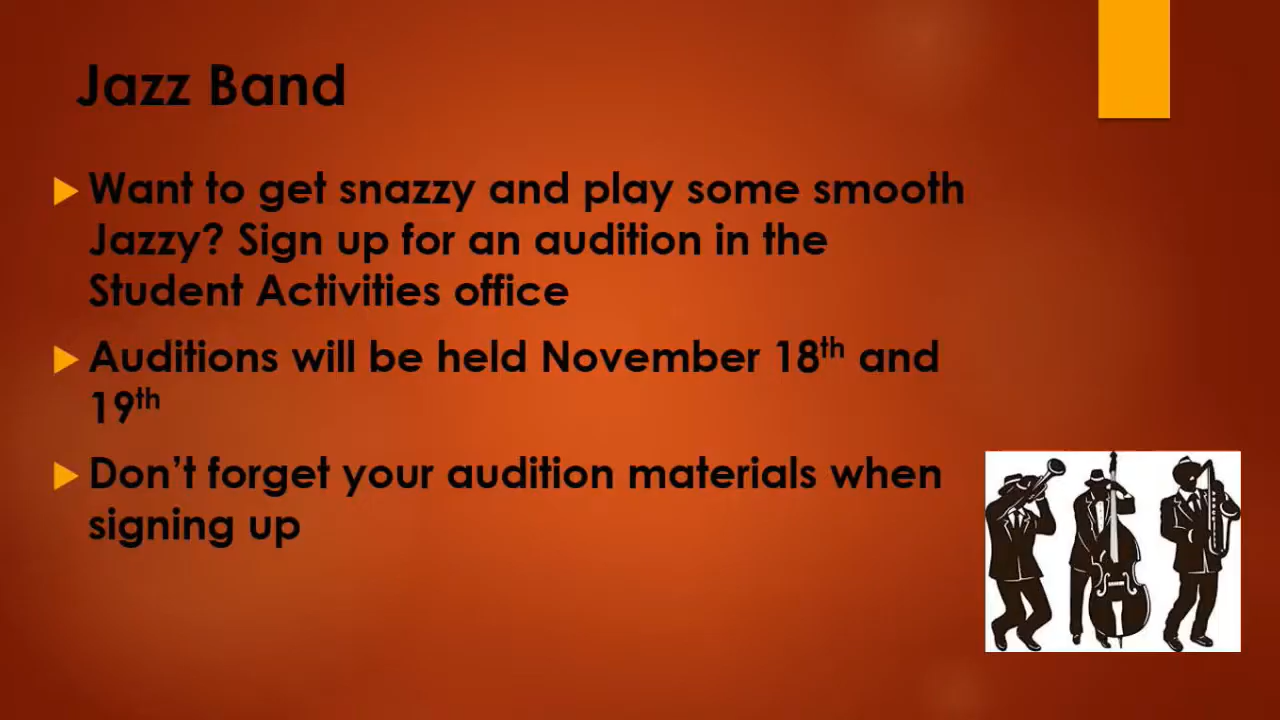 Jazz Band
Want to get snazzy and play some smooth
Jazzy? Sign up for an audition in the
Student Activities office
Auditions will be held November 18th and
19th
Don’t forget your audition materials when
signing up